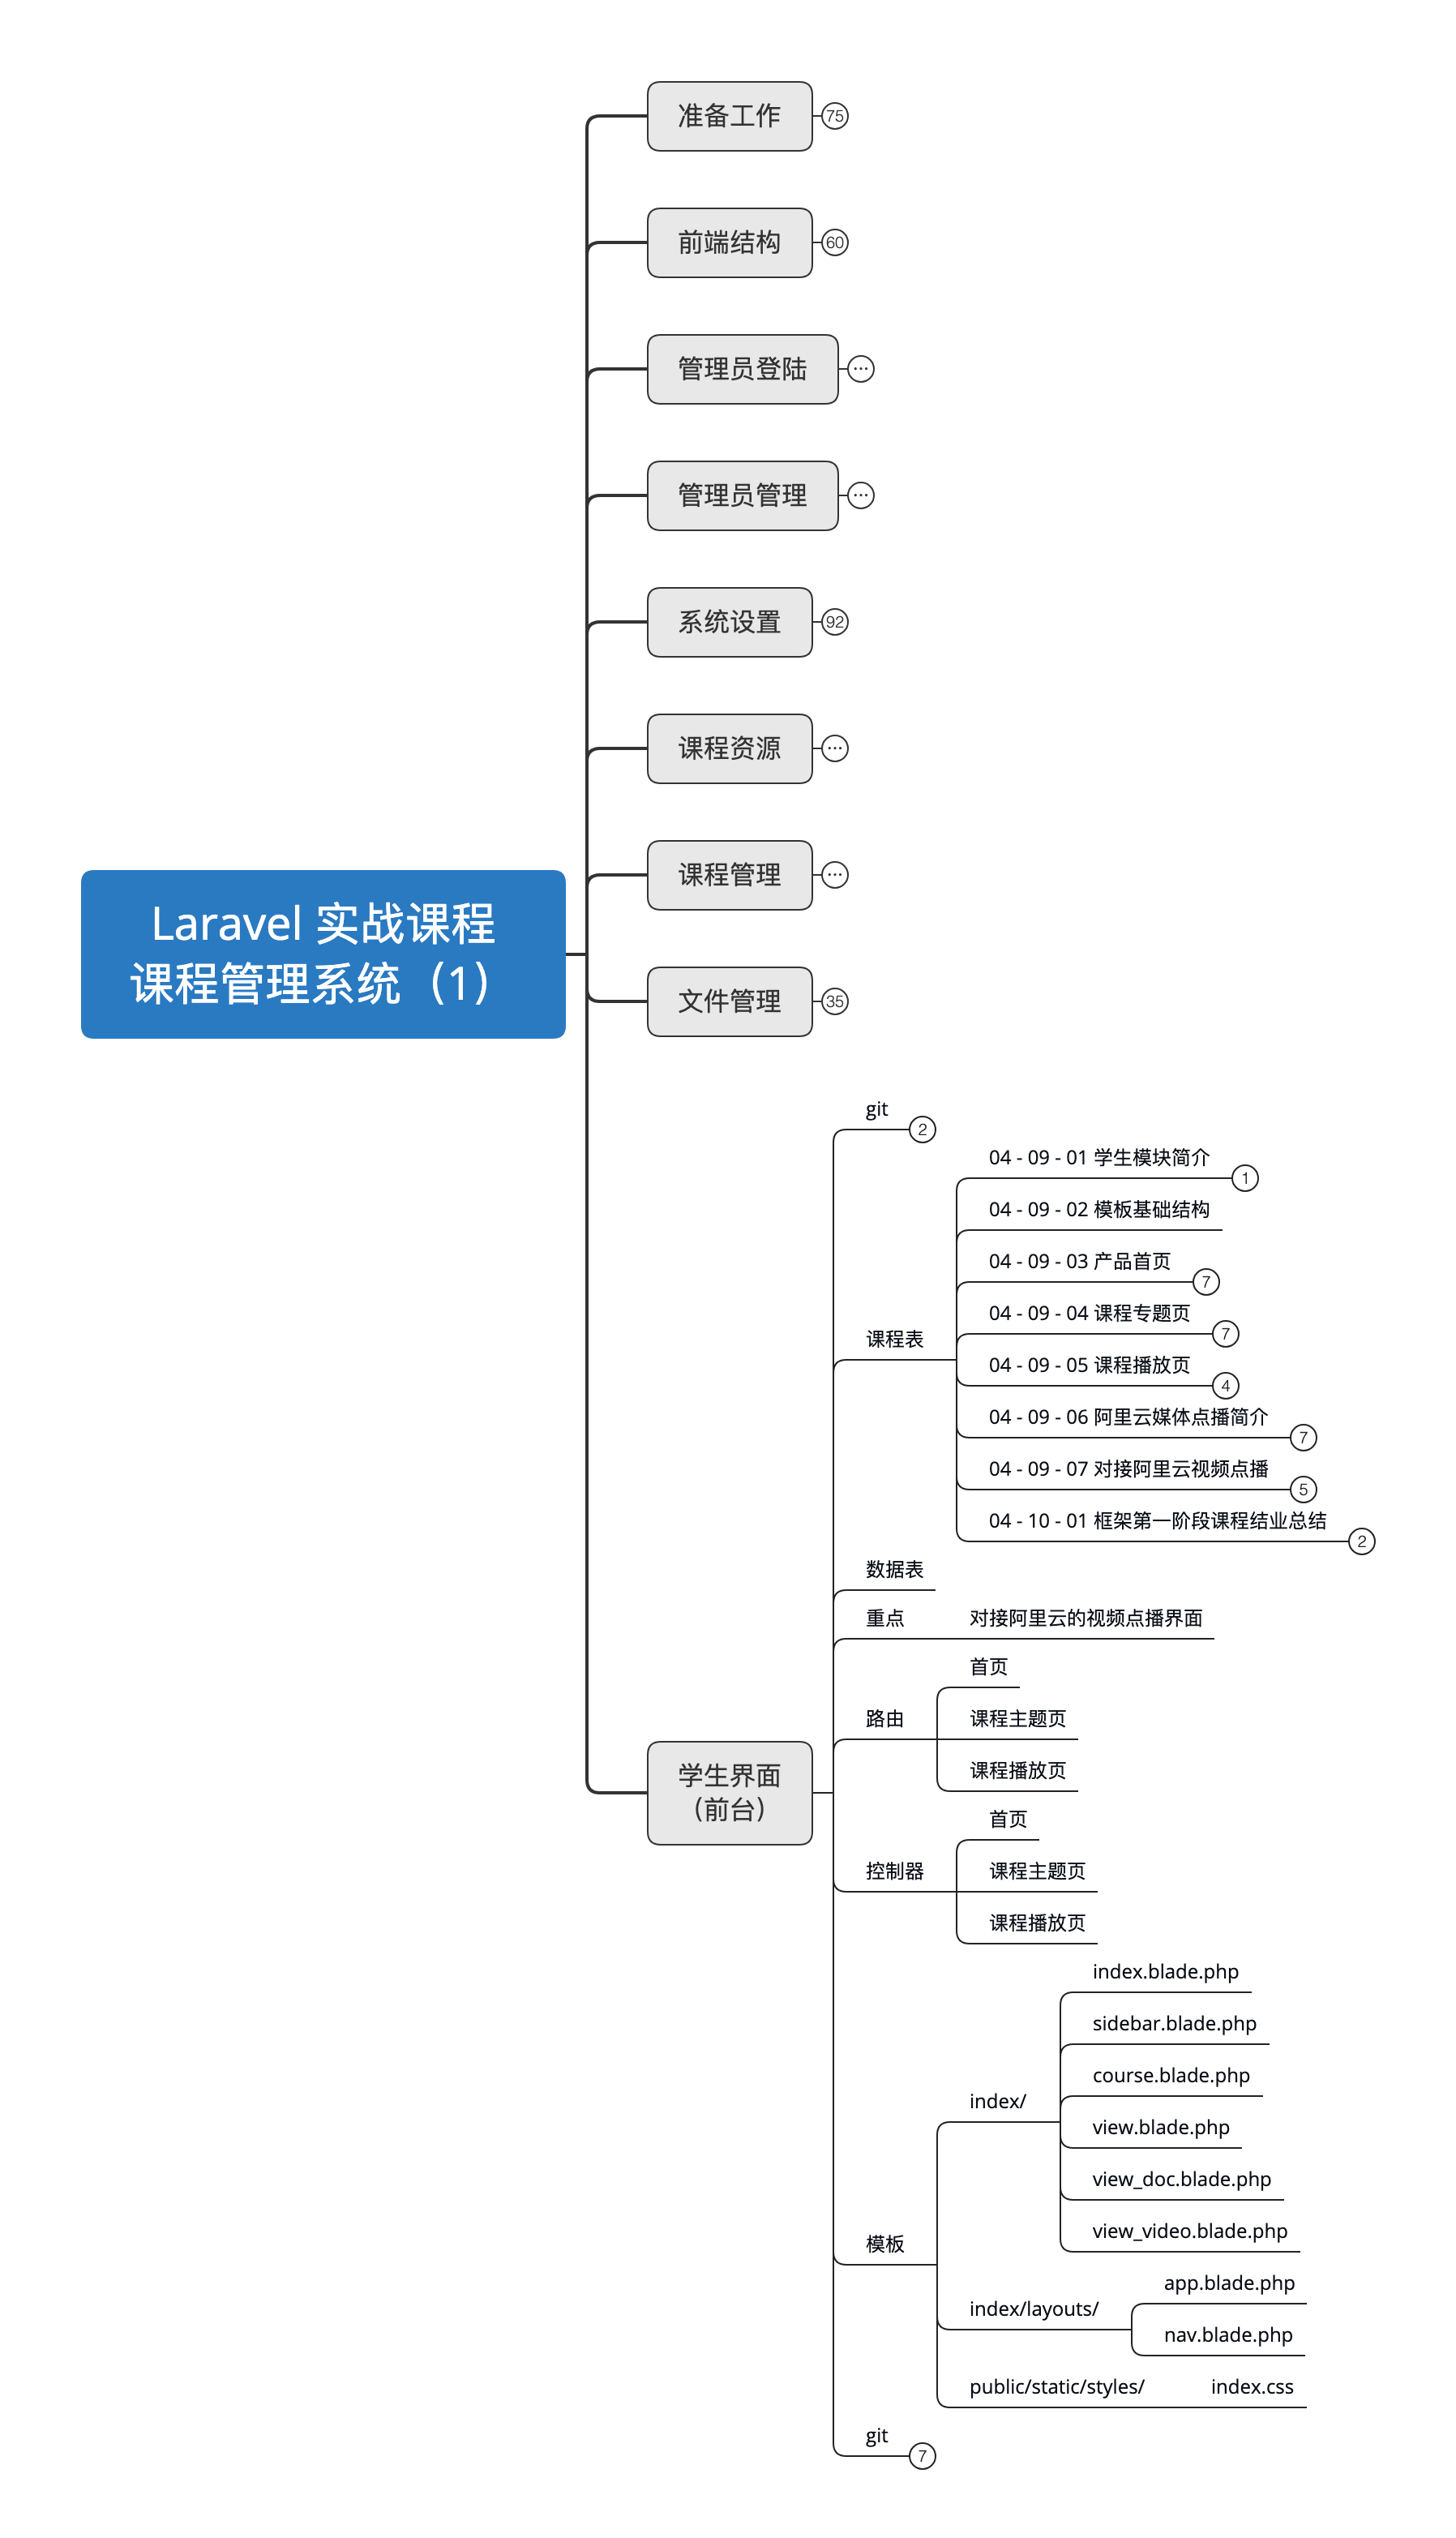 准备工作
75
前端结构
60
管理员登陆
...
管理员管理
...
系统设置
92
课程资源
...
课程管理
...
Laravel 实战课程
课程管理系统（1）
文件管理
35
git
2
课程表
04 - 09 - 01 学生模块简介
1
04 - 09 - 02 模板基础结构
04 - 09 - 03 产品首页
7
04 - 09 - 04 课程专题页
7
04 - 09 - 05 课程播放页
4
04 - 09 - 06 阿里云媒体点播简介
7
04 - 09 - 07 对接阿里云视频点播
5
04 - 10 - 01 框架第一阶段课程结业总结
2
数据表
重点
对接阿里云的视频点播界面
路由
首页
课程主题页
课程播放页
学生界面
（前台）
控制器
首页
课程主题页
课程播放页
模板
index/
index.blade.php
sidebar.blade.php
course.blade.php
view.blade.php
view_doc.blade.php
view_video.blade.php
index/layouts/
app.blade.php
nav.blade.php
public/static/styles/
index.css
git
7